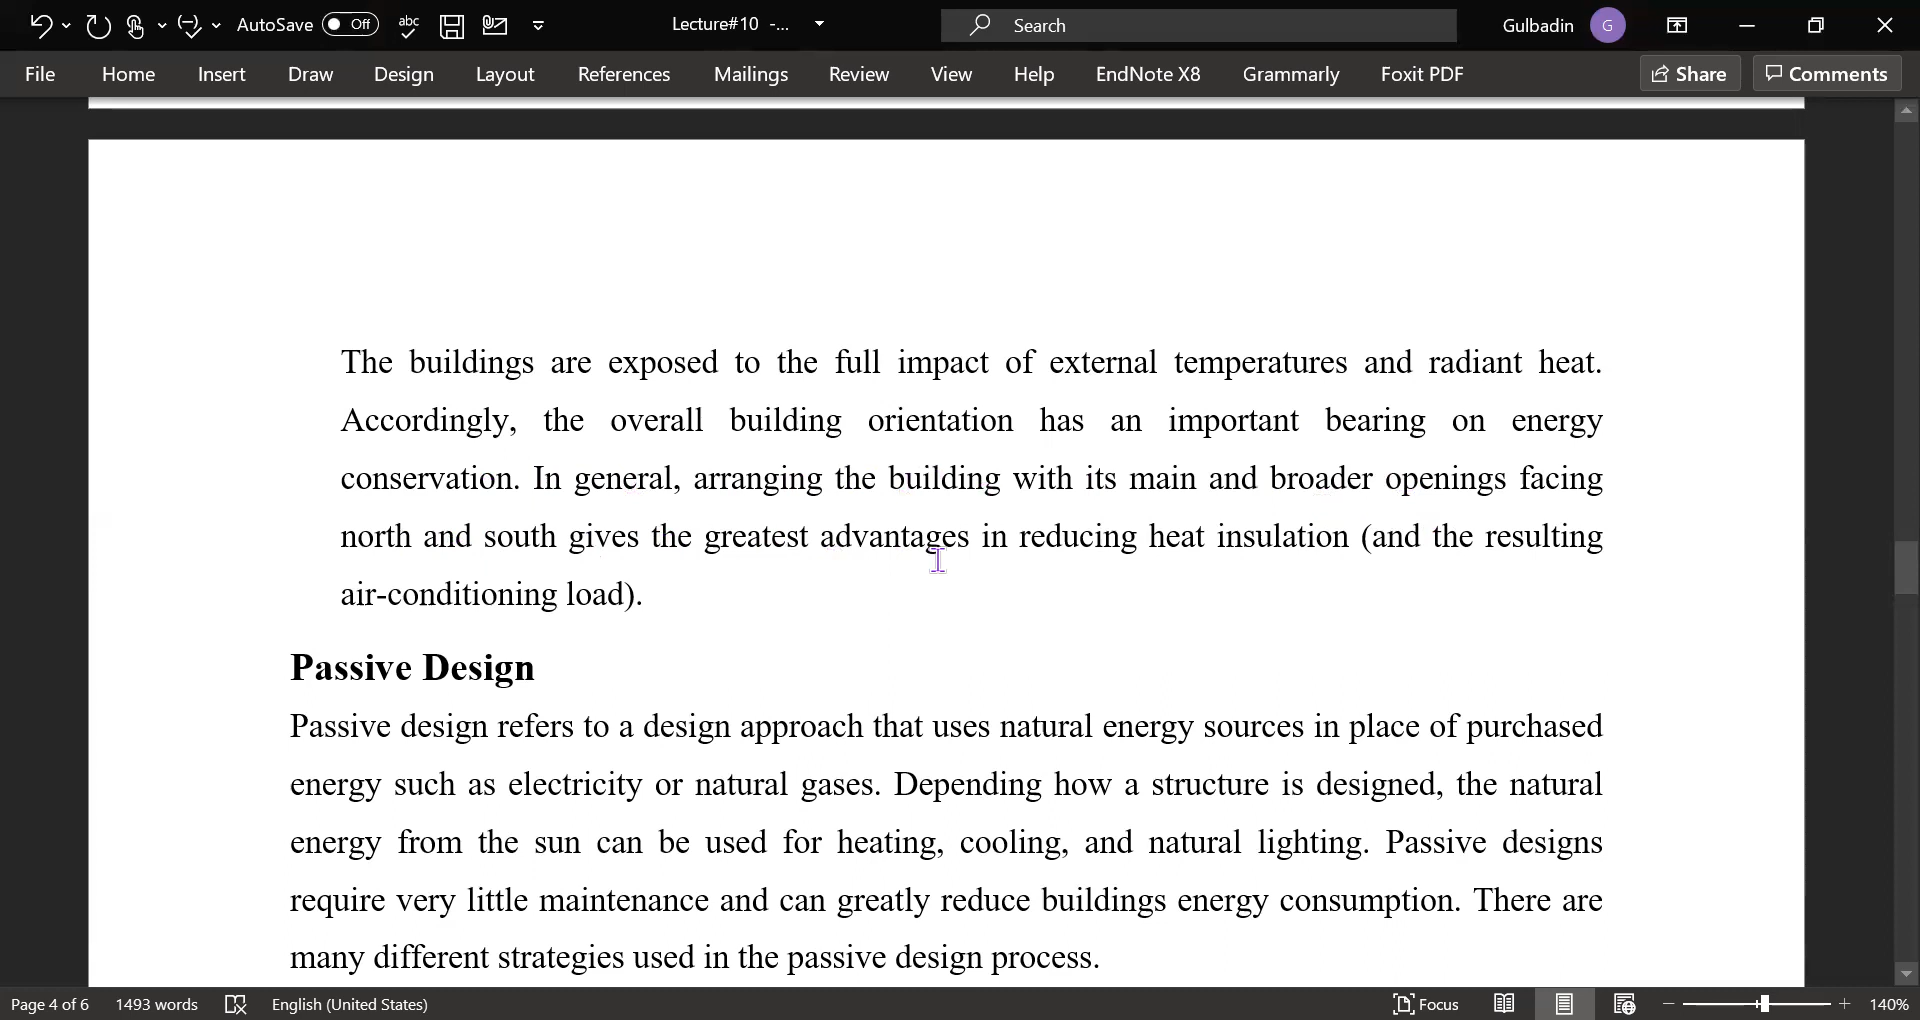 AutoSave Off abc Lecture#10 -... Search Gulbadin G
File Home Insert Draw Design Layout References Mailings Review View Help EndNote X8 Grammarly Foxit PDF Share Comments
The buildings are exposed to the full impact of external temperatures and radiant heat.
Accordingly, the overall building orientation has an important bearing on energy
conservation. In general, arranging the building with its main and broader openings facing
north and south gives the greatest advantages in reducing heat insulation (and the resulting
air-conditioning load).
Passive Design
Passive design refers to a design approach that uses natural energy sources in place of purchased
energy such as electricity or natural gases. Depending how a structure is designed, the natural
energy from the sun can be used for heating, cooling, and natural lighting. Passive designs
require very little maintenance and can greatly reduce buildings energy consumption. There are
many different strategies used in the passive design process.
Page 4 of 6 1493 words English (United States) Focus 140%